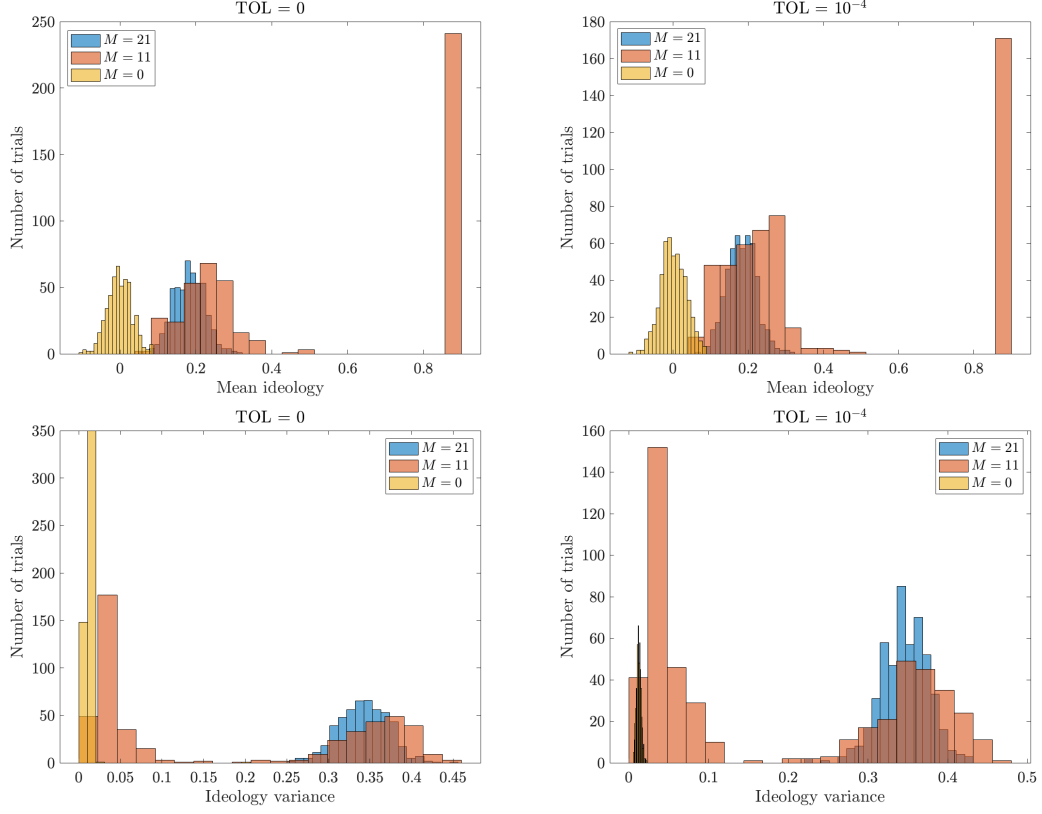 TOL = 0
250
200
150
100
50
0
Number of trials
M = 21
M = 11
M = 0
0
0.2
0.4
0.6
0.8
Mean ideology
TOL = 10⁻⁴
180
160
140
120
100
80
60
40
20
0
Number of trials
M = 21
M = 11
M = 0
0
0.2
0.4
0.6
0.8
Mean ideology
TOL = 0
350
300
250
200
150
100
50
0
Number of trials
M = 21
M = 11
M = 0
0
0.05
0.1
0.15
0.2
0.25
0.3
0.35
0.4
0.45
Ideology variance
TOL = 10⁻⁴
160
140
120
100
80
60
40
20
0
Number of trials
M = 21
M = 11
M = 0
0
0.1
0.2
0.3
0.4
0.5
Ideology variance